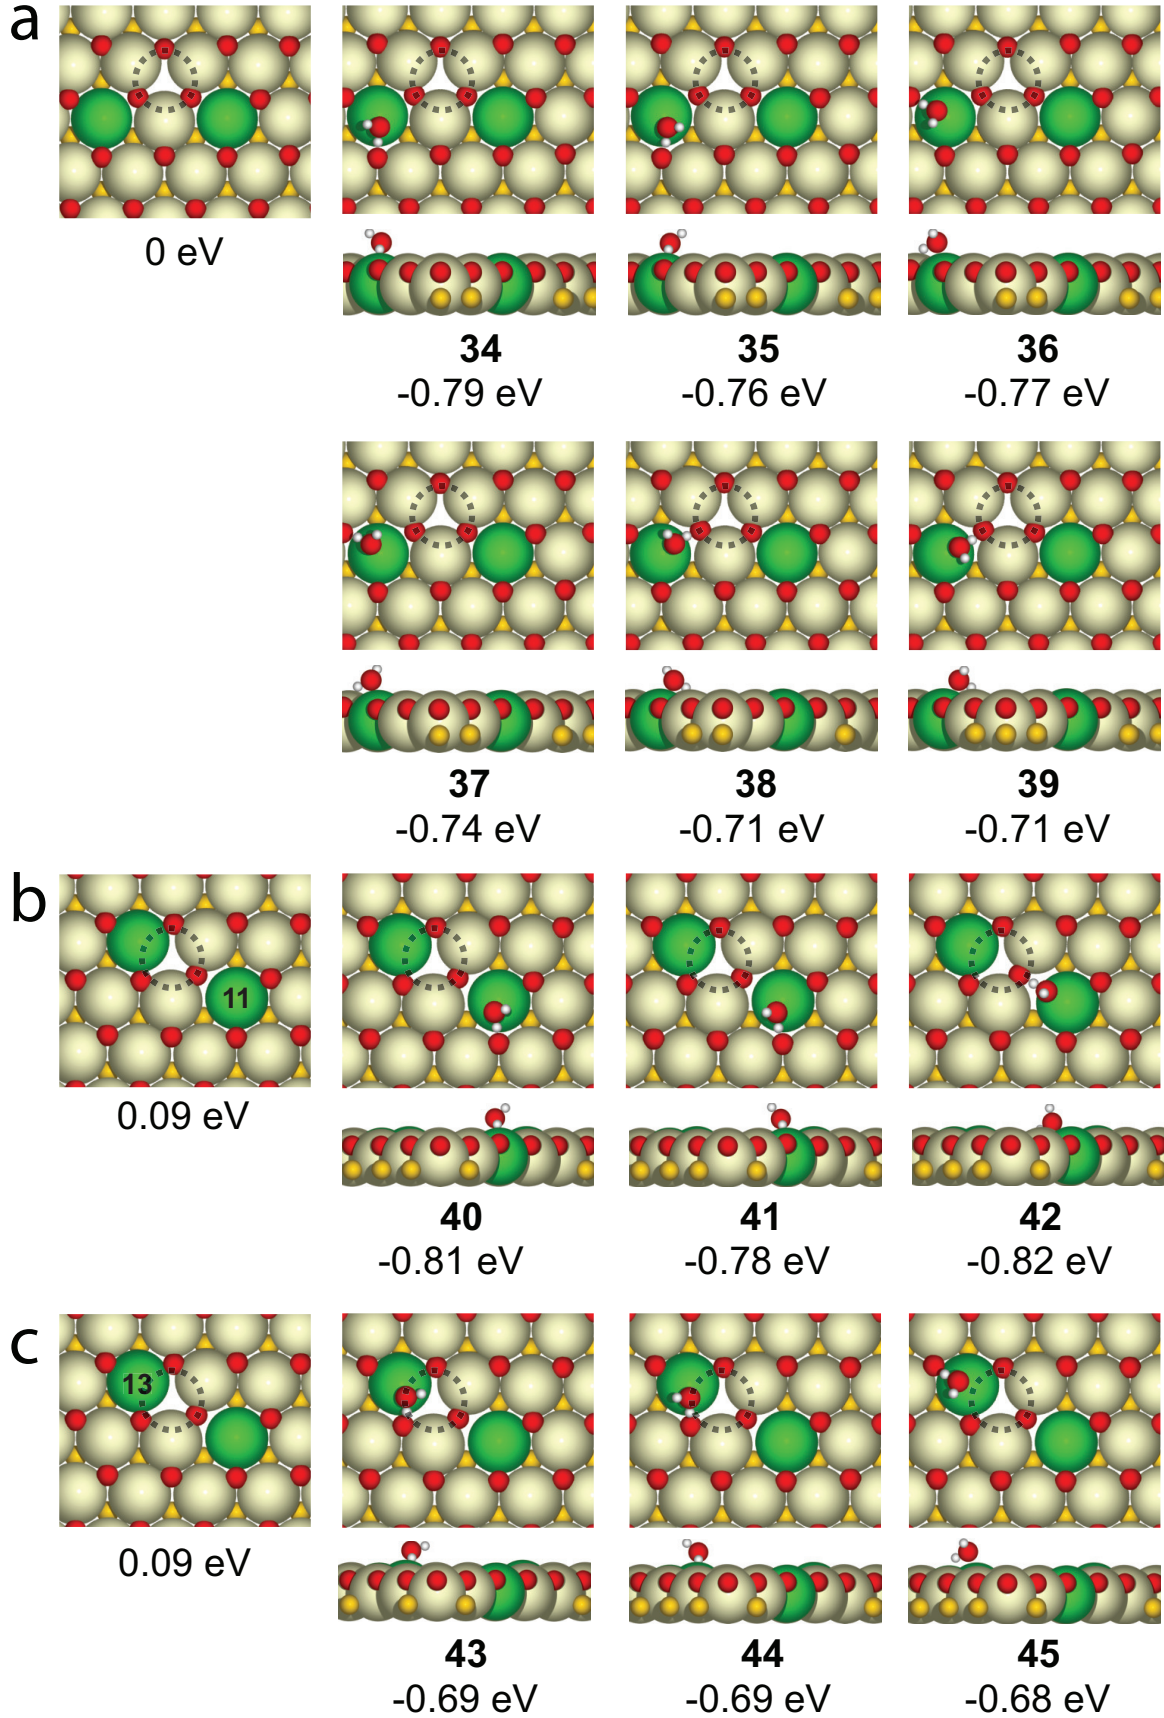 a
0 eV
34 35 36
-0.79 eV -0.76 eV -0.77 eV
37 38 39
-0.74 eV -0.71 eV -0.71 eV
b
11
0.09 eV
40 41 42
-0.81 eV -0.78 eV -0.82 eV
c
13
0.09 eV
43 44 45
-0.69 eV -0.69 eV -0.68 eV